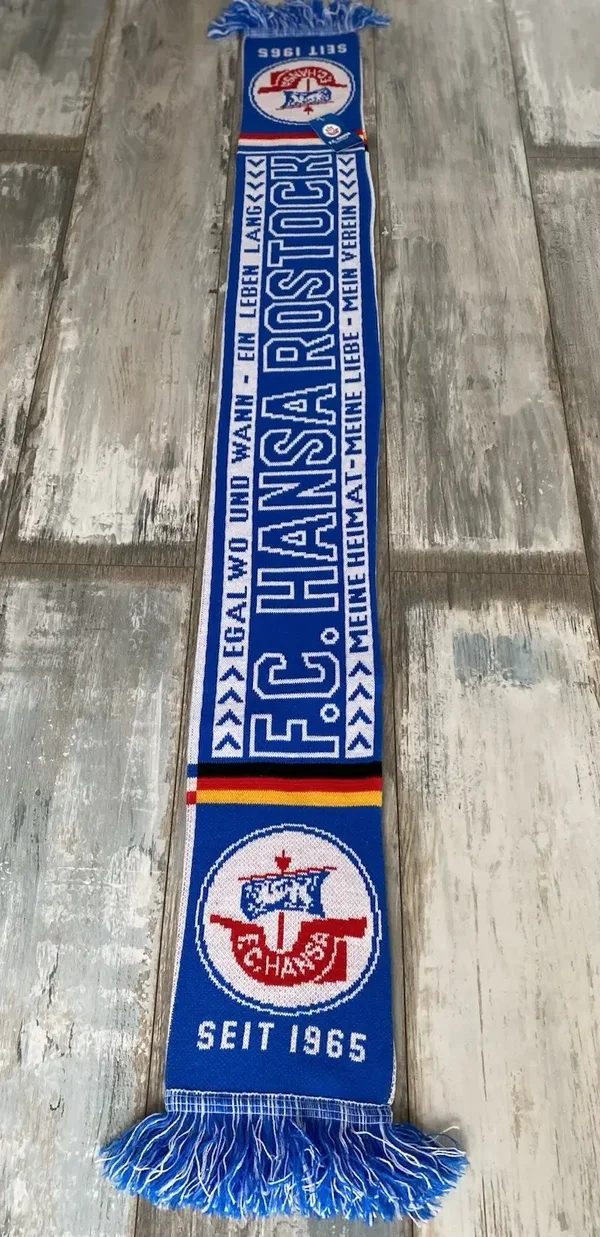 SEIT 1965
F.C. HANSA
EGAL WO UND WANN - EIN LEBEN LANG
F.C. HANSA ROSTOCK
MEINE HEIMAT - MEINE LIEBE - MEIN VEREIN
F.C. HANSA
SEIT 1965